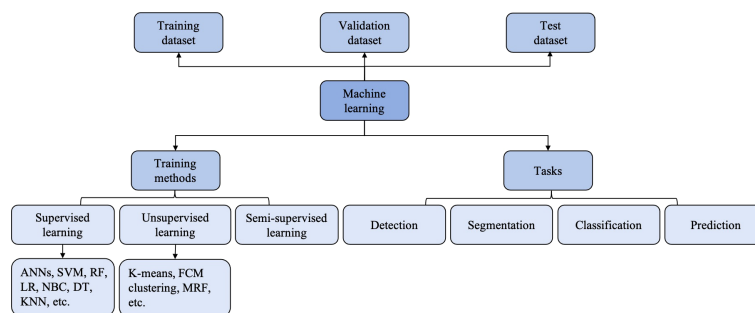 Training
dataset
Validation
dataset
Test
dataset
Machine
learning
Training
methods
Tasks
Supervised
learning
Unsupervised
learning
Semi-supervised
learning
Detection
Segmentation
Classification
Prediction
ANNs, SVM, RF,
LR, NBC, DT,
KNN, etc.
K-means, FCM
clustering, MRF,
etc.